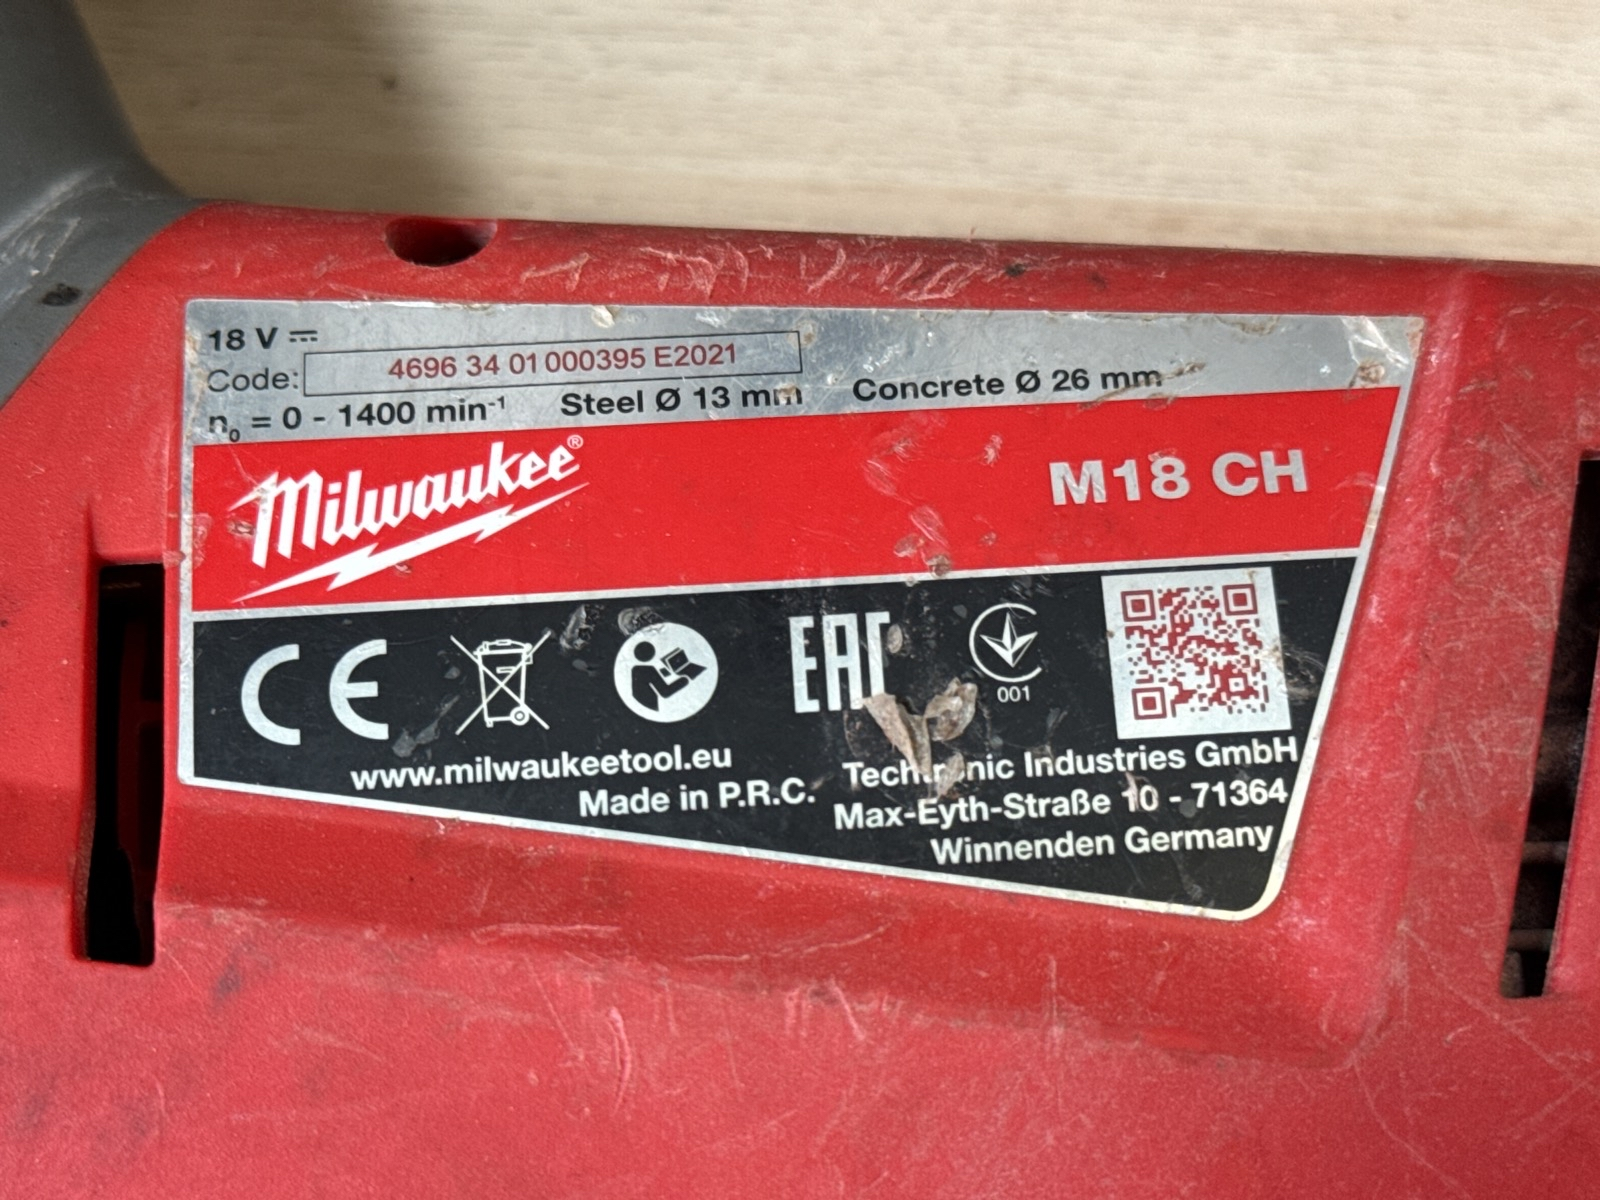 18 V ⎓
Code: 4696 34 01 000395 E2021
n₀ = 0 - 1400 min⁻¹ Steel Ø 13 mm Concrete Ø 26 mm
Milwaukee®
M18 CH
CE
EAC
001
www.milwaukeetool.eu
Made in P.R.C.
Techtronic Industries GmbH
Max-Eyth-Straße 10 - 71364
Winnenden Germany